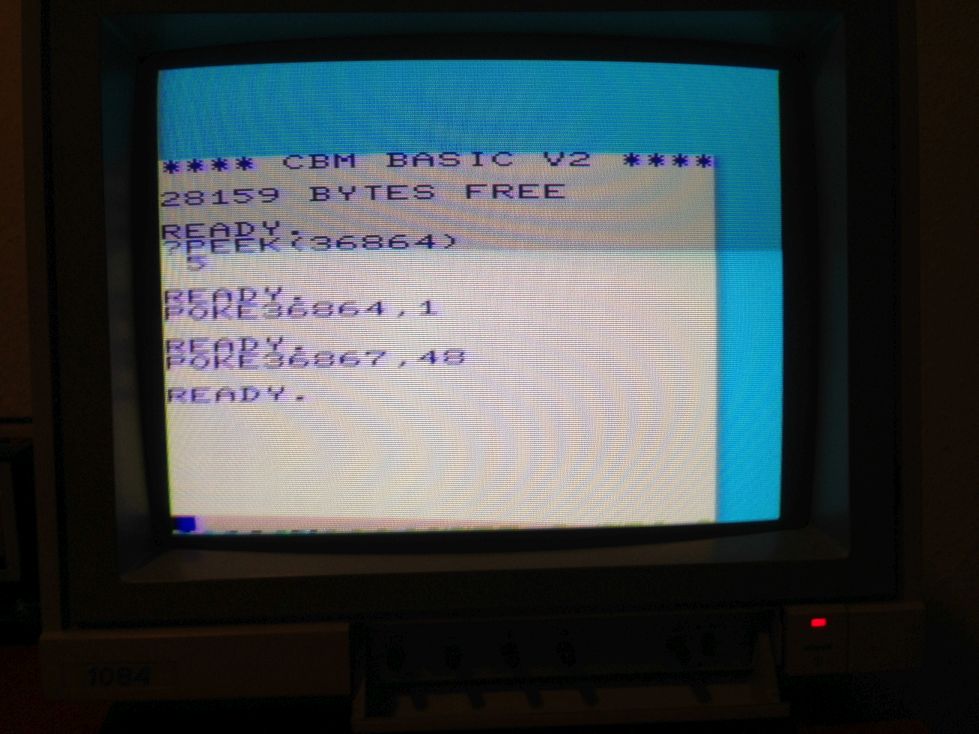 **** CBM BASIC V2 ****
28159 BYTES FREE
READY.
?PEEK(36864)
5
READY.
POKE36864,1
READY.
POKE36867,48
READY.
1084